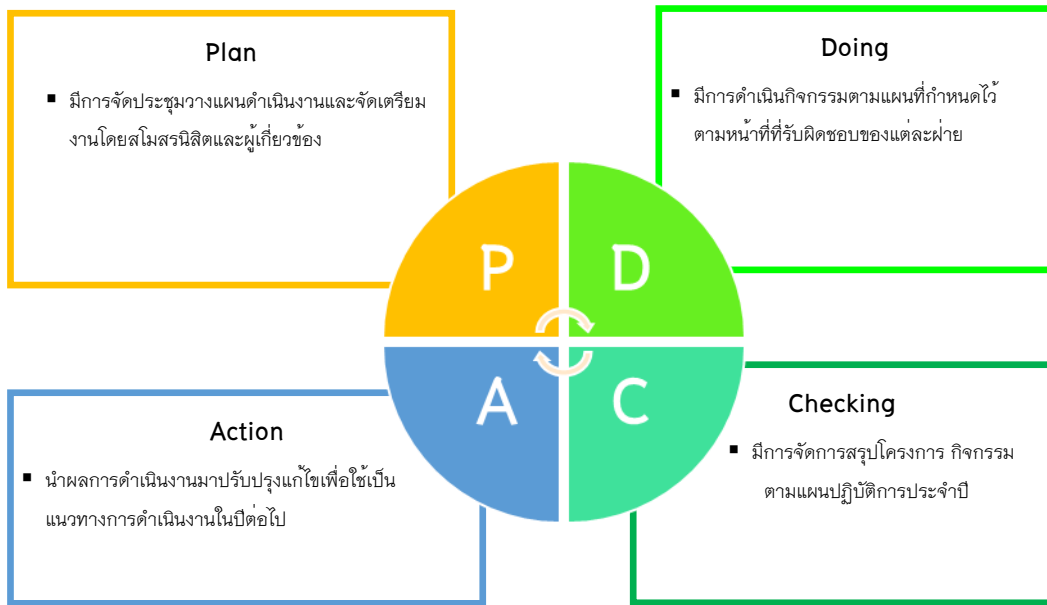 Plan
▪ มีการจัดประชุมวางแผนดำเนินงานและจัดเตรียม
งานโดยสโมสรนิสิตและผู้เกี่ยวข้อง
Doing
▪ มีการดำเนินกิจกรรมตามแผนที่กำหนดไว้
ตามหน้าที่ที่รับผิดชอบของแต่ละฝ่าย
P
D
A
C
Action
▪ นำผลการดำเนินงานมาปรับปรุงแก้ไขเพื่อใช้เป็น
แนวทางการดำเนินงานในปีต่อไป
Checking
▪ มีการจัดการสรุปโครงการ กิจกรรม
ตามแผนปฏิบัติการประจำปี